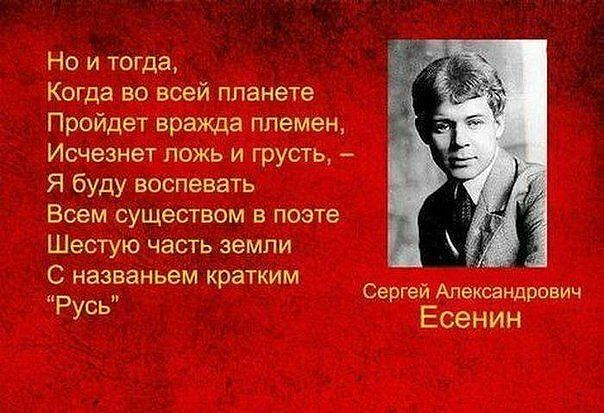 Но и тогда,
Когда во всей планете
Пройдет вражда племен,
Исчезнет ложь и грусть, –
Я буду воспевать
Всем существом в поэте
Шестую часть земли
С названьем кратким
"Русь"
Сергей Александрович
Есенин